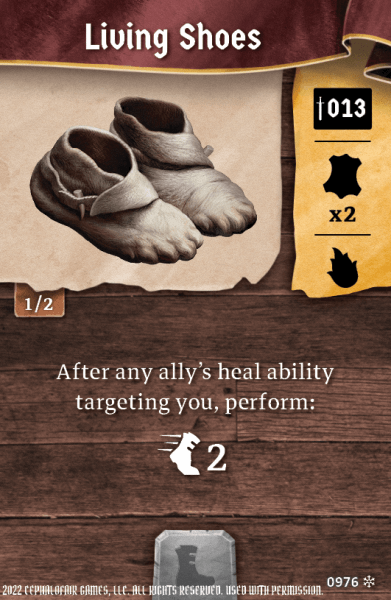 Living Shoes
013
x2
1/2
After any ally's heal ability
targeting you, perform:
2
0976
2022 CEPHALOFAIR GAMES, LLC. ALL RIGHTS RESERVED. USED WITH PERMISSION.